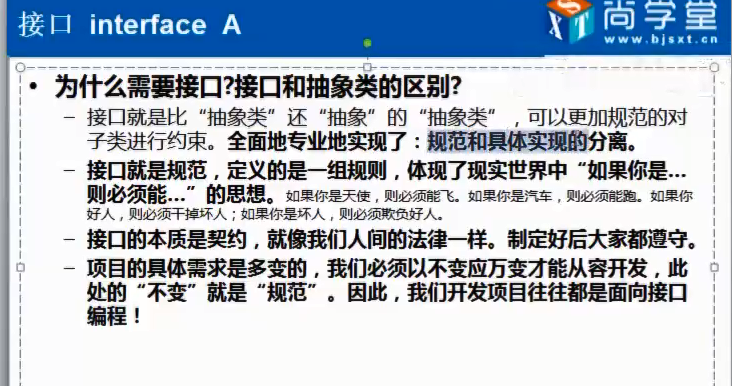 接口 interface A
尚学堂
www.bjsxt.cn
• 为什么需要接口?接口和抽象类的区别?
– 接口就是比“抽象类”还“抽象”的“抽象类”，可以更加规范的对
子类进行约束。全面地专业地实现了：规范和具体实现的分离。
– 接口就是规范，定义的是一组规则，体现了现实世界中“如果你是...
则必须能...”的思想。如果你是天使，则必须能飞。如果你是汽车，则必须能跑。如果你
好人，则必须干掉坏人；如果你是坏人，则必须欺负好人。
– 接口的本质是契约，就像我们人间的法律一样。制定好后大家都遵守。
– 项目的具体需求是多变的，我们必须以不变应万变才能从容开发，此
处的“不变”就是“规范”。因此，我们开发项目往往都是面向接口
编程！